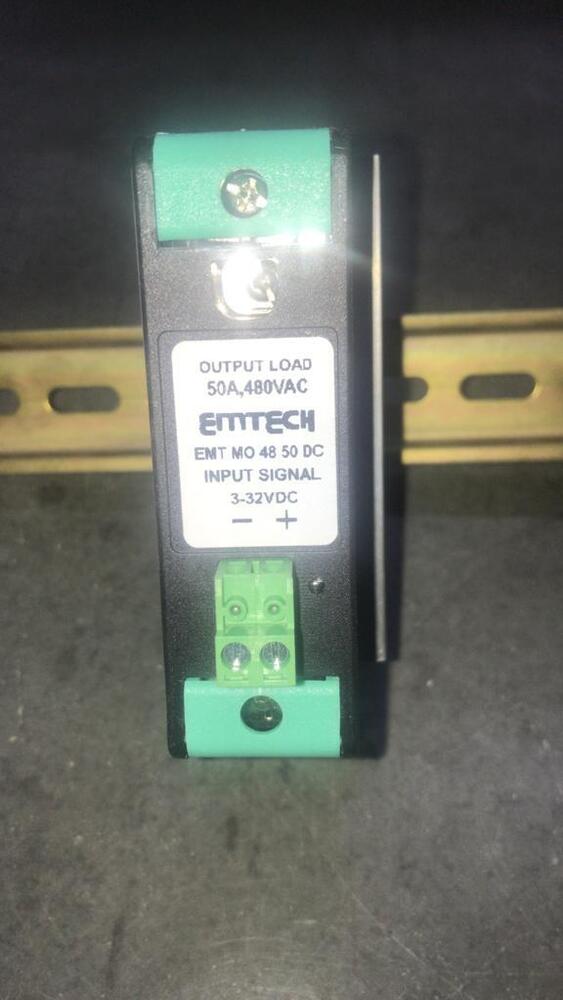 OUTPUT LOAD
50A,480VAC
EMTECH
EMT MO 48 50 DC
INPUT SIGNAL
3-32VDC
− +